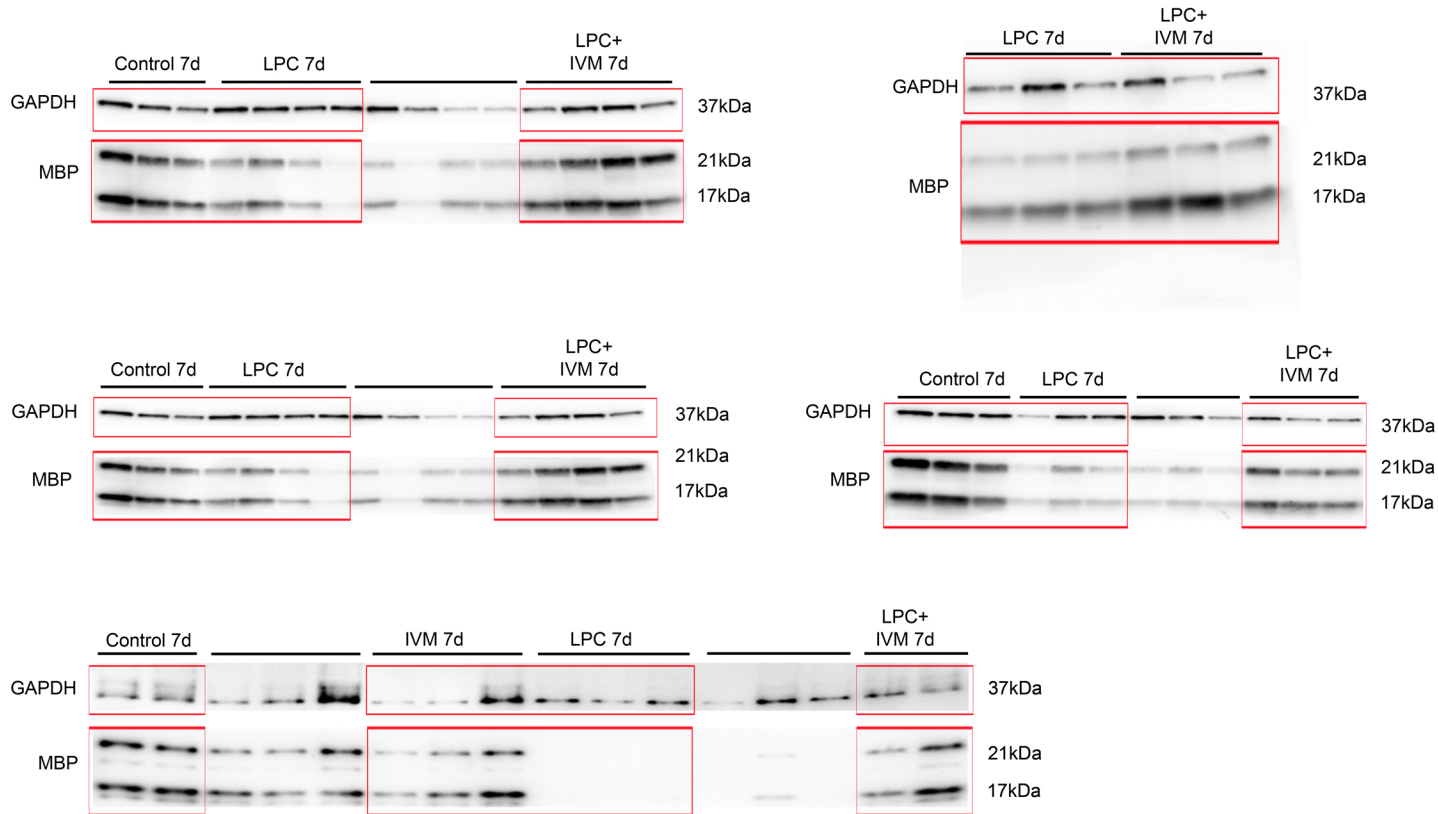 LPC+
Control 7d LPC 7d IVM 7d
GAPDH 37kDa
MBP 21kDa
17kDa
LPC+
LPC 7d IVM 7d
GAPDH 37kDa
MBP 21kDa
17kDa
LPC+
Control 7d LPC 7d IVM 7d
GAPDH 37kDa
MBP 21kDa
17kDa
LPC+
Control 7d LPC 7d IVM 7d
GAPDH 37kDa
MBP 21kDa
17kDa
LPC+
Control 7d IVM 7d LPC 7d IVM 7d
GAPDH 37kDa
MBP 21kDa
17kDa